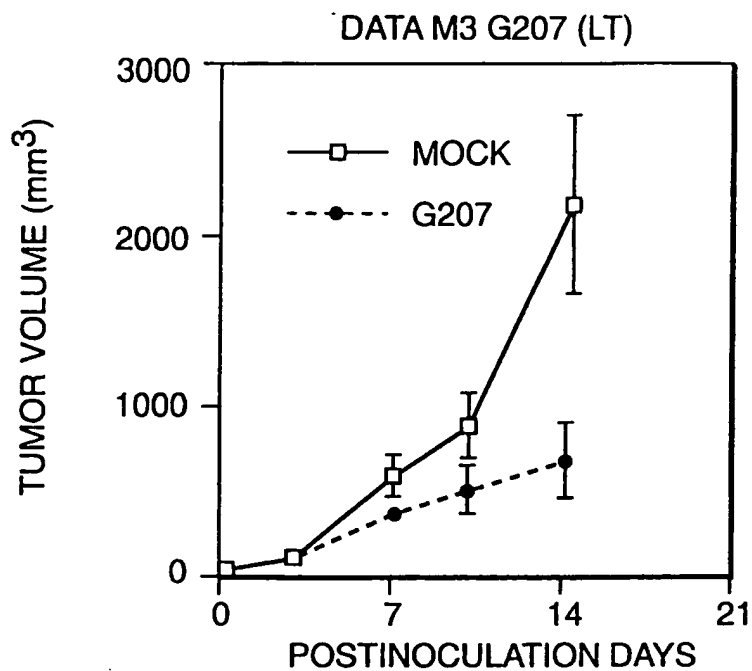 DATA M3 G207 (LT)
3000
2000
1000
0
TUMOR VOLUME (mm3)
MOCK
G207
0 7 14 21
POSTINOCULATION DAYS